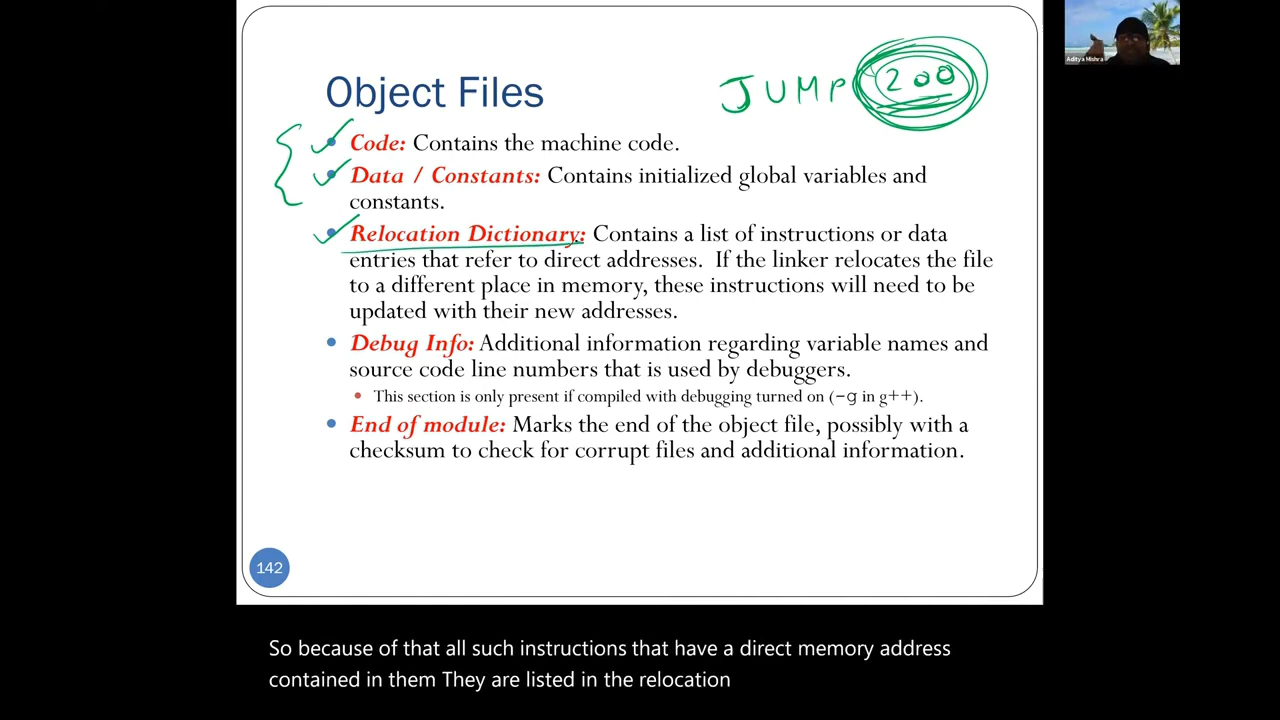 Aditya Mishra
Object Files
JUMP 200
Code: Contains the machine code.
Data / Constants: Contains initialized global variables and
constants.
Relocation Dictionary: Contains a list of instructions or data
entries that refer to direct addresses. If the linker relocates the file
to a different place in memory, these instructions will need to be
updated with their new addresses.
Debug Info: Additional information regarding variable names and
source code line numbers that is used by debuggers.
This section is only present if compiled with debugging turned on (-g in g++).
End of module: Marks the end of the object file, possibly with a
checksum to check for corrupt files and additional information.
142
So because of that all such instructions that have a direct memory address
contained in them They are listed in the relocation